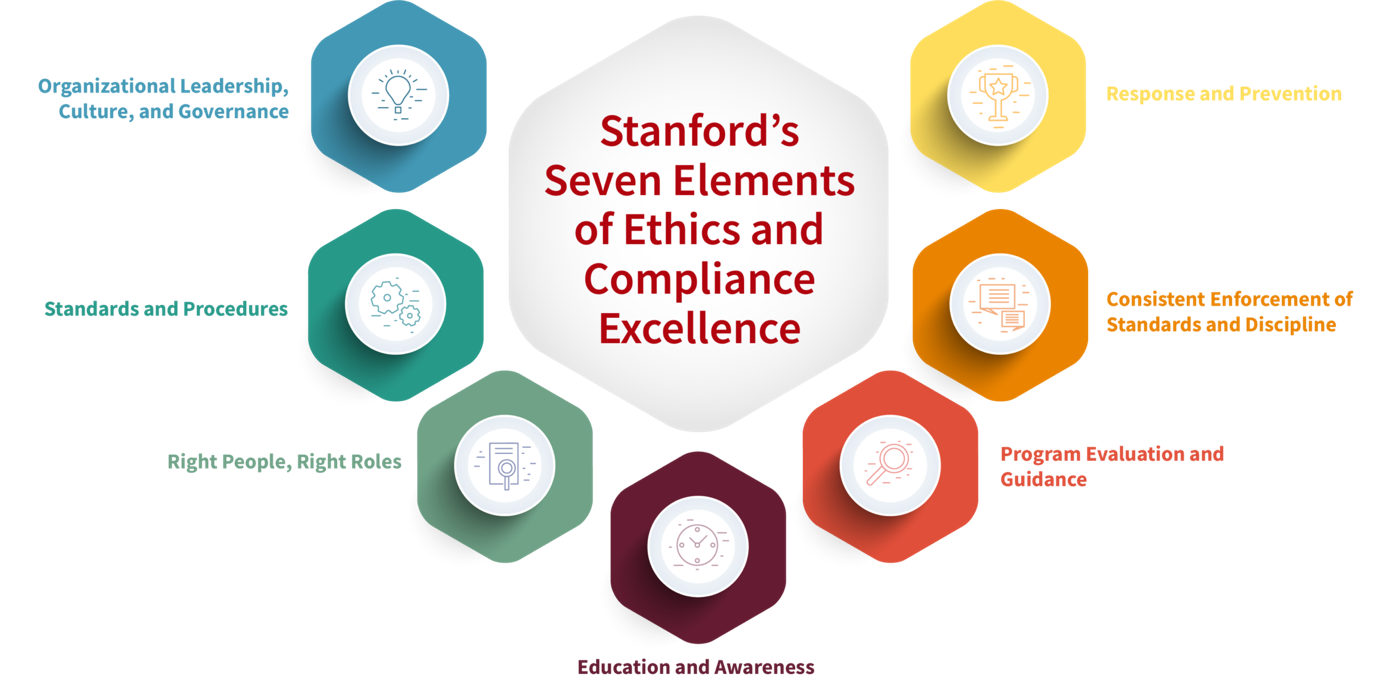 Stanford’s
Seven Elements
of Ethics and
Compliance
Excellence
Organizational Leadership,
Culture, and Governance
Standards and Procedures
Right People, Right Roles
Education and Awareness
Program Evaluation and
Guidance
Consistent Enforcement of
Standards and Discipline
Response and Prevention